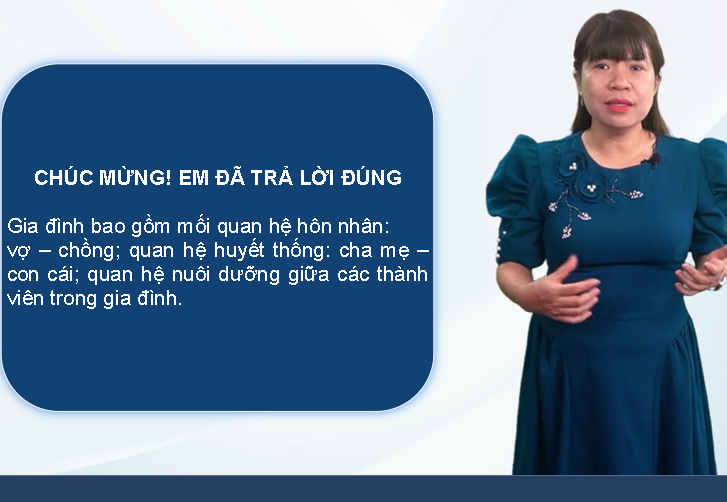 CHÚC MỪNG! EM ĐÃ TRẢ LỜI ĐÚNG
Gia đình bao gồm mối quan hệ hôn nhân:
vợ – chồng; quan hệ huyết thống: cha mẹ –
con cái; quan hệ nuôi dưỡng giữa các thành
viên trong gia đình.